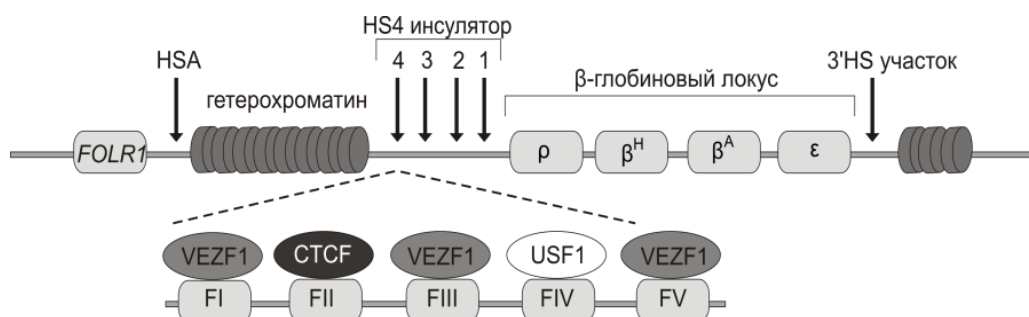 HS4 инсулятор
HSA
4 3 2 1
3'HS участок
гетерохроматин
β-глобиновый локус
FOLR1
ρ βH βA ε
VEZF1 CTCF VEZF1 USF1 VEZF1
FI FII FIII FIV FV